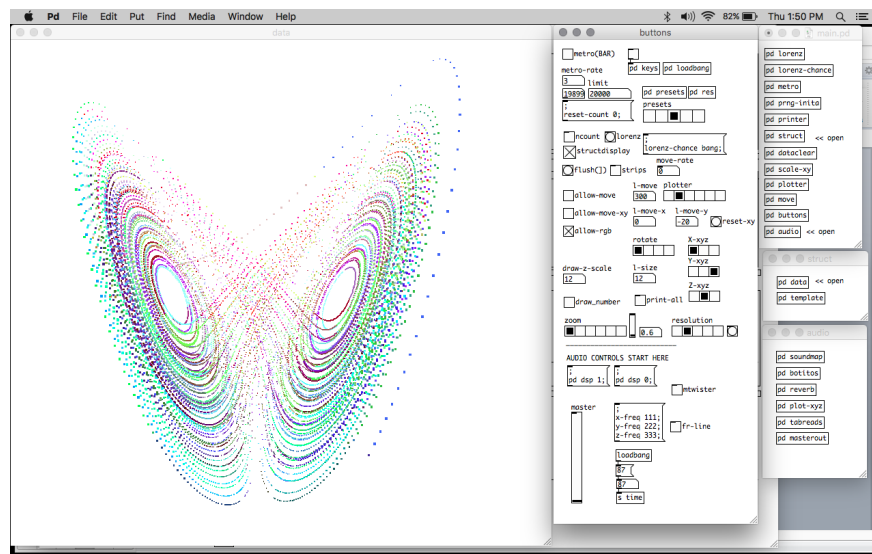 Pd File Edit Put Find Media Window Help
82% Thu 1:50 PM
data
buttons
metro(BAR)
pd keys pd loadbang
metro-rate
limit
3
19899 20000
pd presets pd res
presets
;
reset-count 0;
ncount lorenz
;
lorenz-chance bang;
structdisplay
move-rate
flush(]) strips 0
l-move plotter
allow-move 300
l-move-x l-move-y
allow-move-xy 0 -20 reset-xy
allow-rgb
rotate X-xyz
Y-xyz
draw-z-scale l-size
12 12
Z-xyz
draw_number print-all
zoom resolution
0.6
AUDIO CONTROLS START HERE
;
pd dsp 1;
;
pd dsp 0;
mtwister
master
;
x-freq 111;
y-freq 222;
z-freq 333;
fr-line
loadbang
87
87
s time
main.pd
pd lorenz
pd lorenz-chance
pd metro
pd prng-inita
pd printer
pd struct << open
pd dataclear
pd scale-xy
pd plotter
pd move
pd buttons
pd audio << open
struct
pd data << open
pd template
audio
pd soundmap
pd botitos
pd reverb
pd plot-xyz
pd tabreads
pd masterout